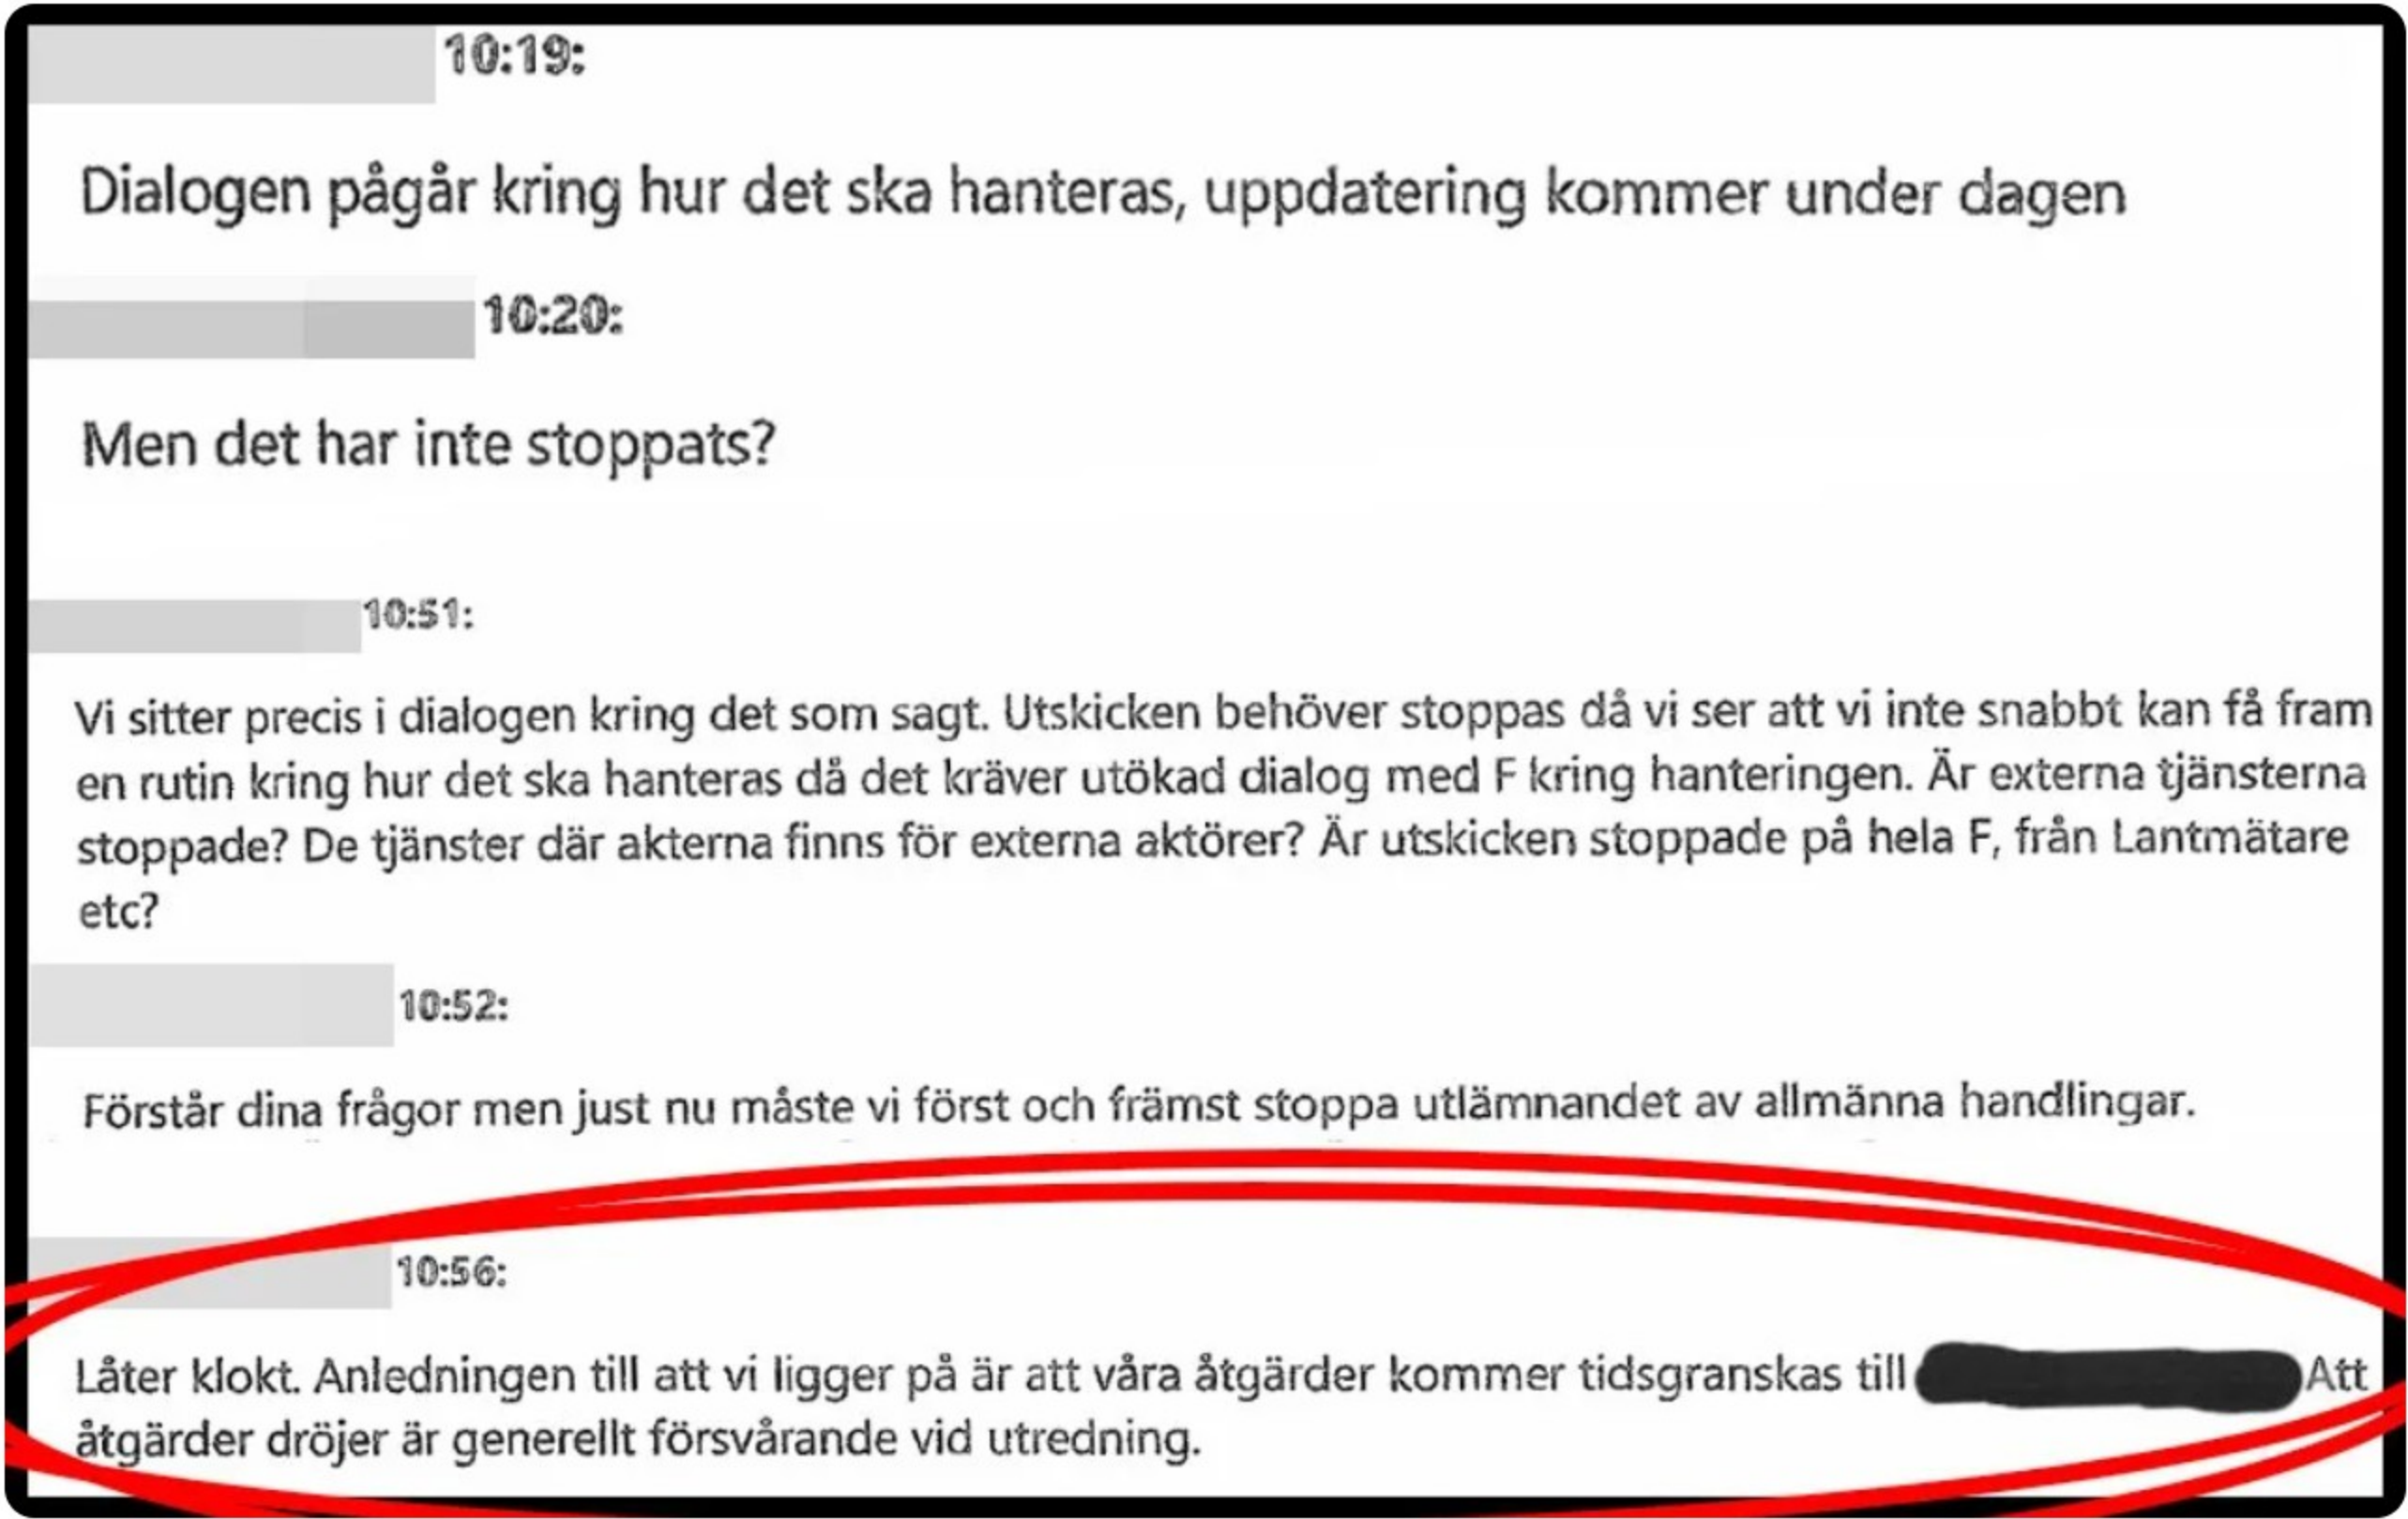 10:19:
Dialogen pågår kring hur det ska hanteras, uppdatering kommer under dagen
10:20:
Men det har inte stoppats?
10:51:
Vi sitter precis i dialogen kring det som sagt. Utskicken behöver stoppas då vi ser att vi inte snabbt kan få fram
en rutin kring hur det ska hanteras då det kräver utökad dialog med F kring hanteringen. Är externa tjänsterna
stoppade? De tjänster där akterna finns för externa aktörer? Är utskicken stoppade på hela F, från Lantmätare
etc?
10:52:
Förstår dina frågor men just nu måste vi först och främst stoppa utlämnandet av allmänna handlingar.
10:56:
Låter klokt. Anledningen till att vi ligger på är att våra åtgärder kommer tidsgranskas till Att
åtgärder dröjer är generellt försvårande vid utredning.